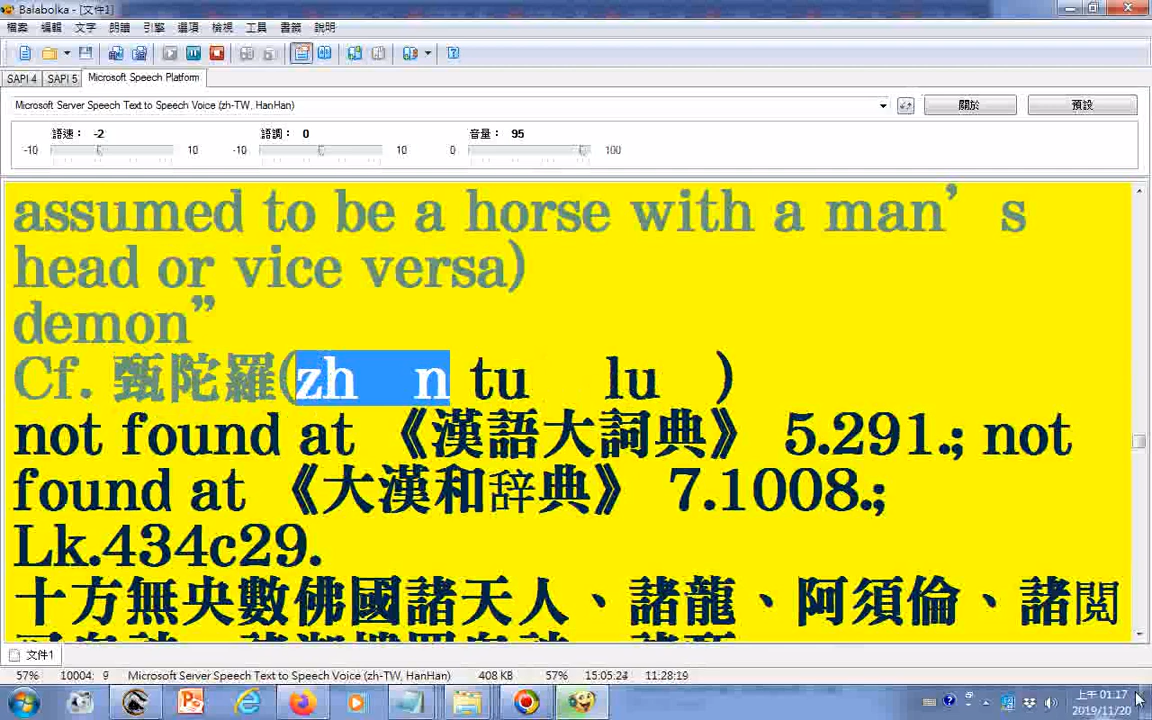 Balabolka - [文件1]
檔案 編輯 文字 朗讀 引擎 選項 檢視 工具 書籤 說明
SAPI 4 SAPI 5 Microsoft Speech Platform
Microsoft Server Speech Text to Speech Voice (zh-TW, HanHan) 關於 預設
語速： -2 語調： 0 音量： 95
-10 10 -10 10 0 100
assumed to be a horse with a man’s
head or vice versa)
demon”
Cf. 甄陀羅(zh n tu lu )
not found at 《漢語大詞典》 5.291.; not
found at 《大漢和辞典》 7.1008.;
Lk.434c29.
十方無央數佛國諸天人、諸龍、阿須倫、諸閲
文件1
57% 10004: 9 Microsoft Server Speech Text to Speech Voice (zh-TW, HanHan) 408 KB 57% 15:05:24 11:28:19
上午 01:17
2019/11/20